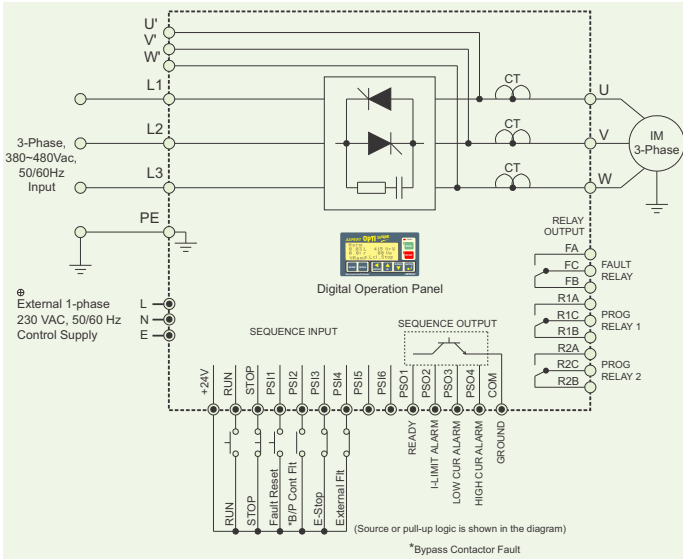 U'
V'
W'
L1
L2
L3
PE
3-Phase,
380~480Vac,
50/60Hz
Input
CT
CT
CT
U
V
W
IM
3-Phase
Digital Operation Panel
RELAY
OUTPUT
FA
FC
FB
FAULT
RELAY
R1A
R1C
R1B
PROG
RELAY 1
R2A
R2C
R2B
PROG
RELAY 2
External 1-phase
230 VAC, 50/60 Hz
Control Supply
L
N
E
SEQUENCE INPUT
SEQUENCE OUTPUT
+24V
RUN
STOP
PSI1
PSI2
PSI3
PSI4
PSI5
PSI6
PSO1
PSO2
PSO3
PSO4
COM
READY
I-LIMIT ALARM
LOW CUR ALARM
HIGH CUR ALARM
GROUND
RUN
STOP
Fault Reset
*B/P Cont Flt
E-Stop
External Flt
(Source or pull-up logic is shown in the diagram)
*Bypass Contactor Fault